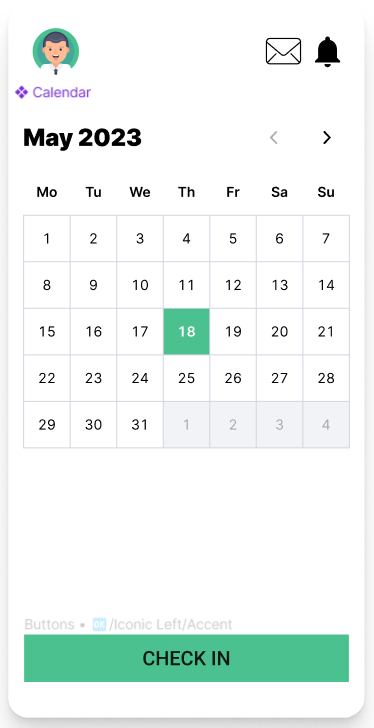 Calendar
May 2023
Mo Tu We Th Fr Sa Su
1 2 3 4 5 6 7
8 9 10 11 12 13 14
15 16 17 18 19 20 21
22 23 24 25 26 27 28
29 30 31 1 2 3 4
Buttons • 🆗/Iconic Left/Accent
CHECK IN